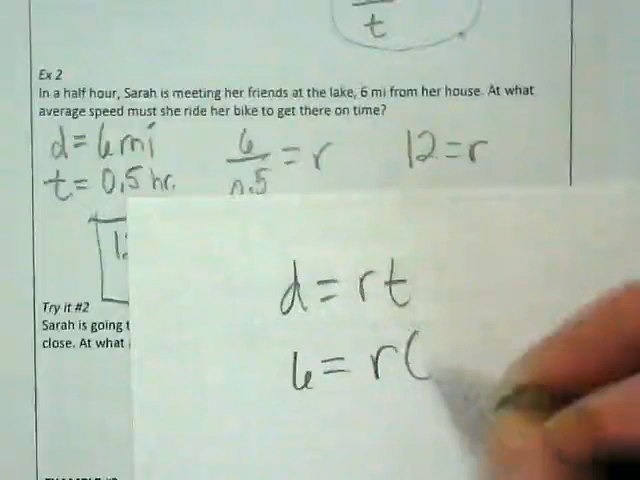 t
Ex 2
In a half hour, Sarah is meeting her friends at the lake, 6 mi from her house. At what
average speed must she ride her bike to get there on time?
d = 6 mi
6/0.5 = r
12 = r
t = 0.5 hr.
d = rt
6 = r(
Try it #2
Sarah is going
close. At what